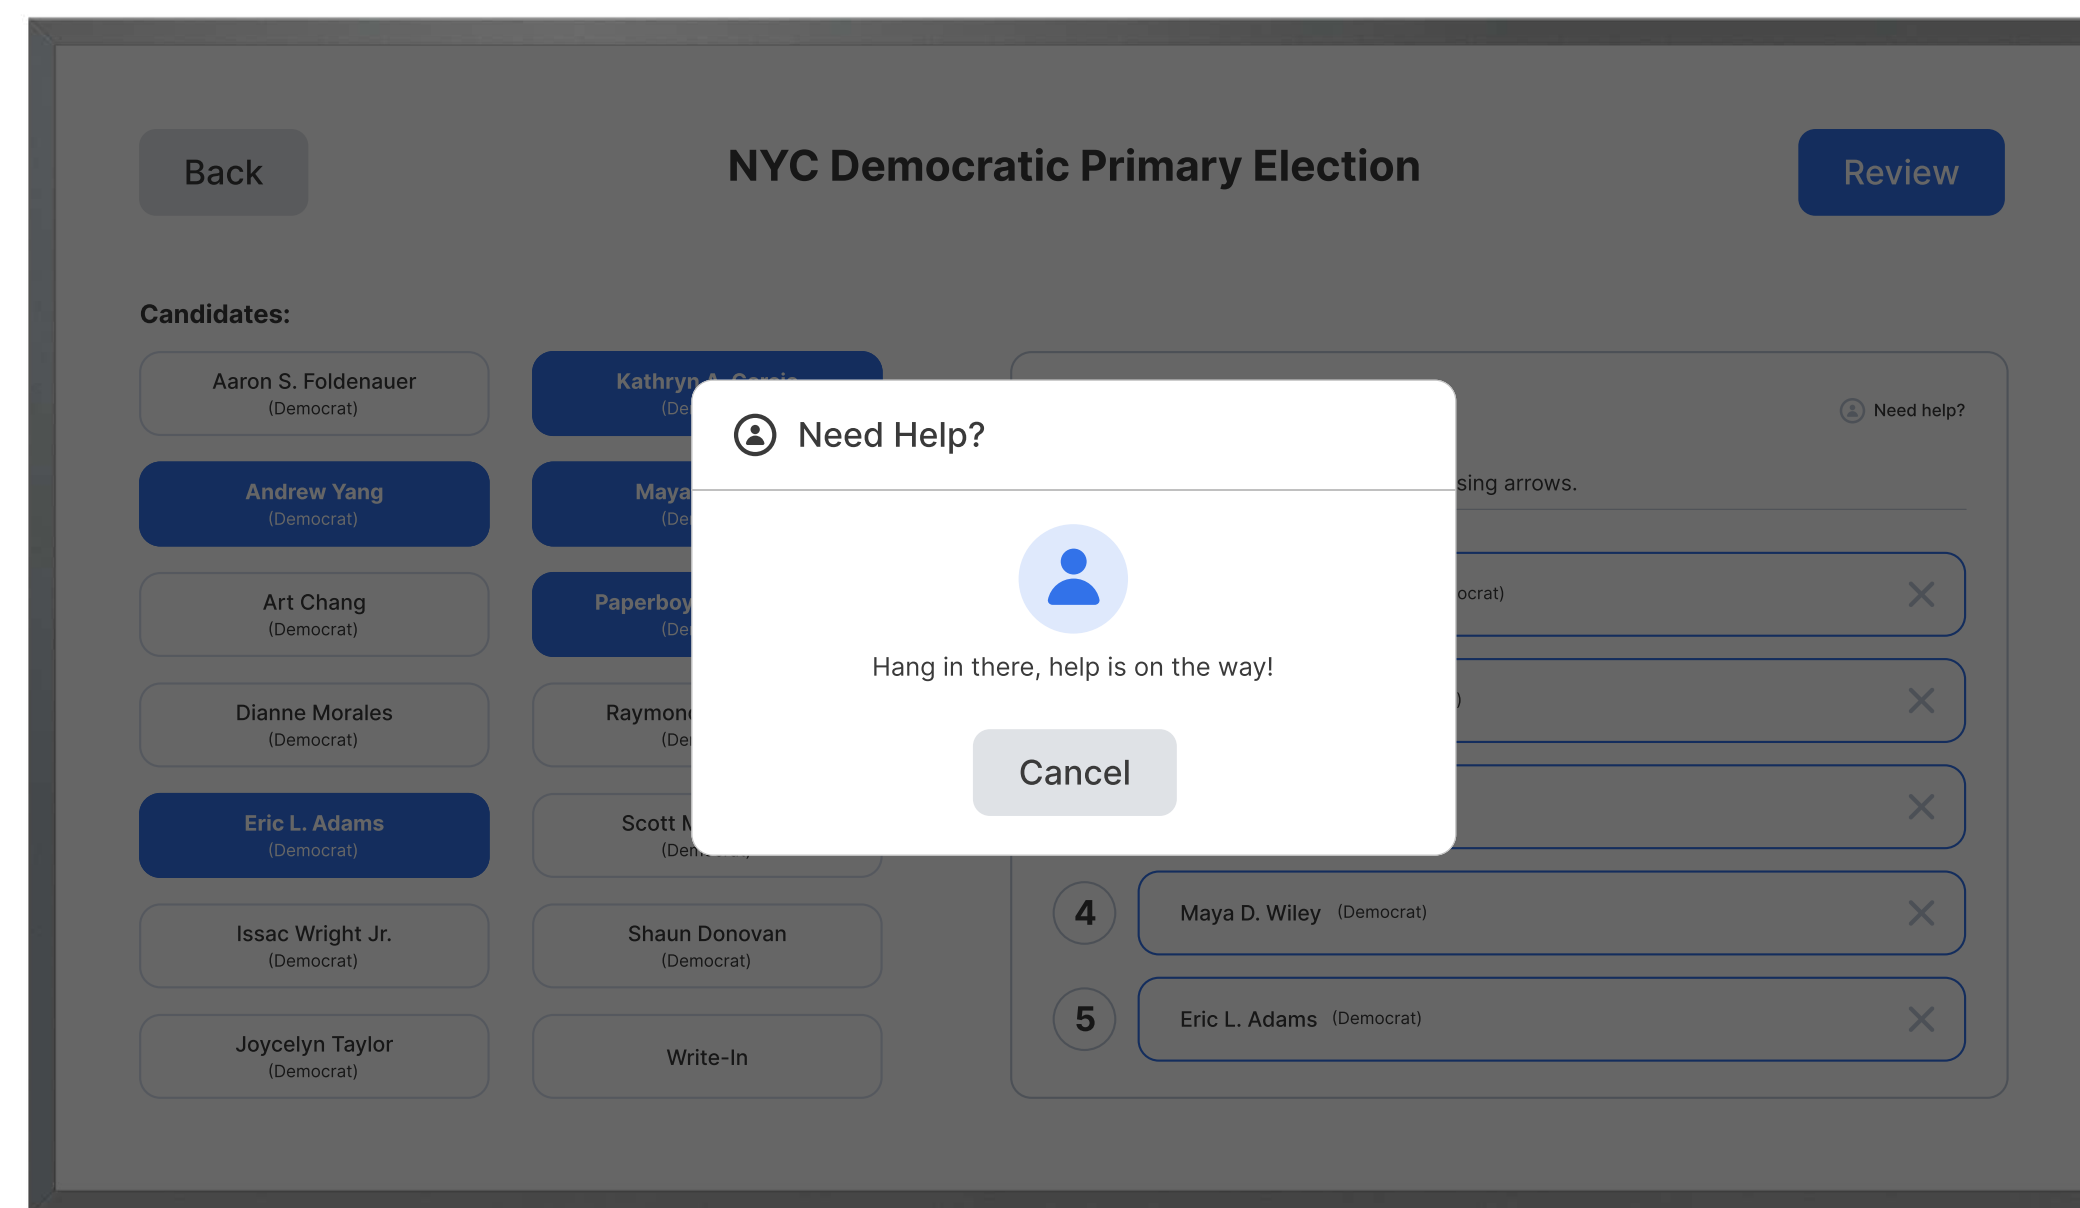 Back
NYC Democratic Primary Election
Review
Candidates:
Aaron S. Foldenauer
(Democrat)
Kathryn
Need help?
Need Help?
Andrew Yang
(Democrat)
Maya
arrows.
Art Chang
(Democrat)
Hang in there, help is on the way!
Dianne Morales
(Democrat)
Cancel
Eric L. Adams
(Democrat)
Scott
4 Maya D. Wiley (Democrat)
Issac Wright Jr.
(Democrat)
Shaun Donovan
(Democrat)
5 Eric L. Adams (Democrat)
Joycelyn Taylor
(Democrat)
Write-In